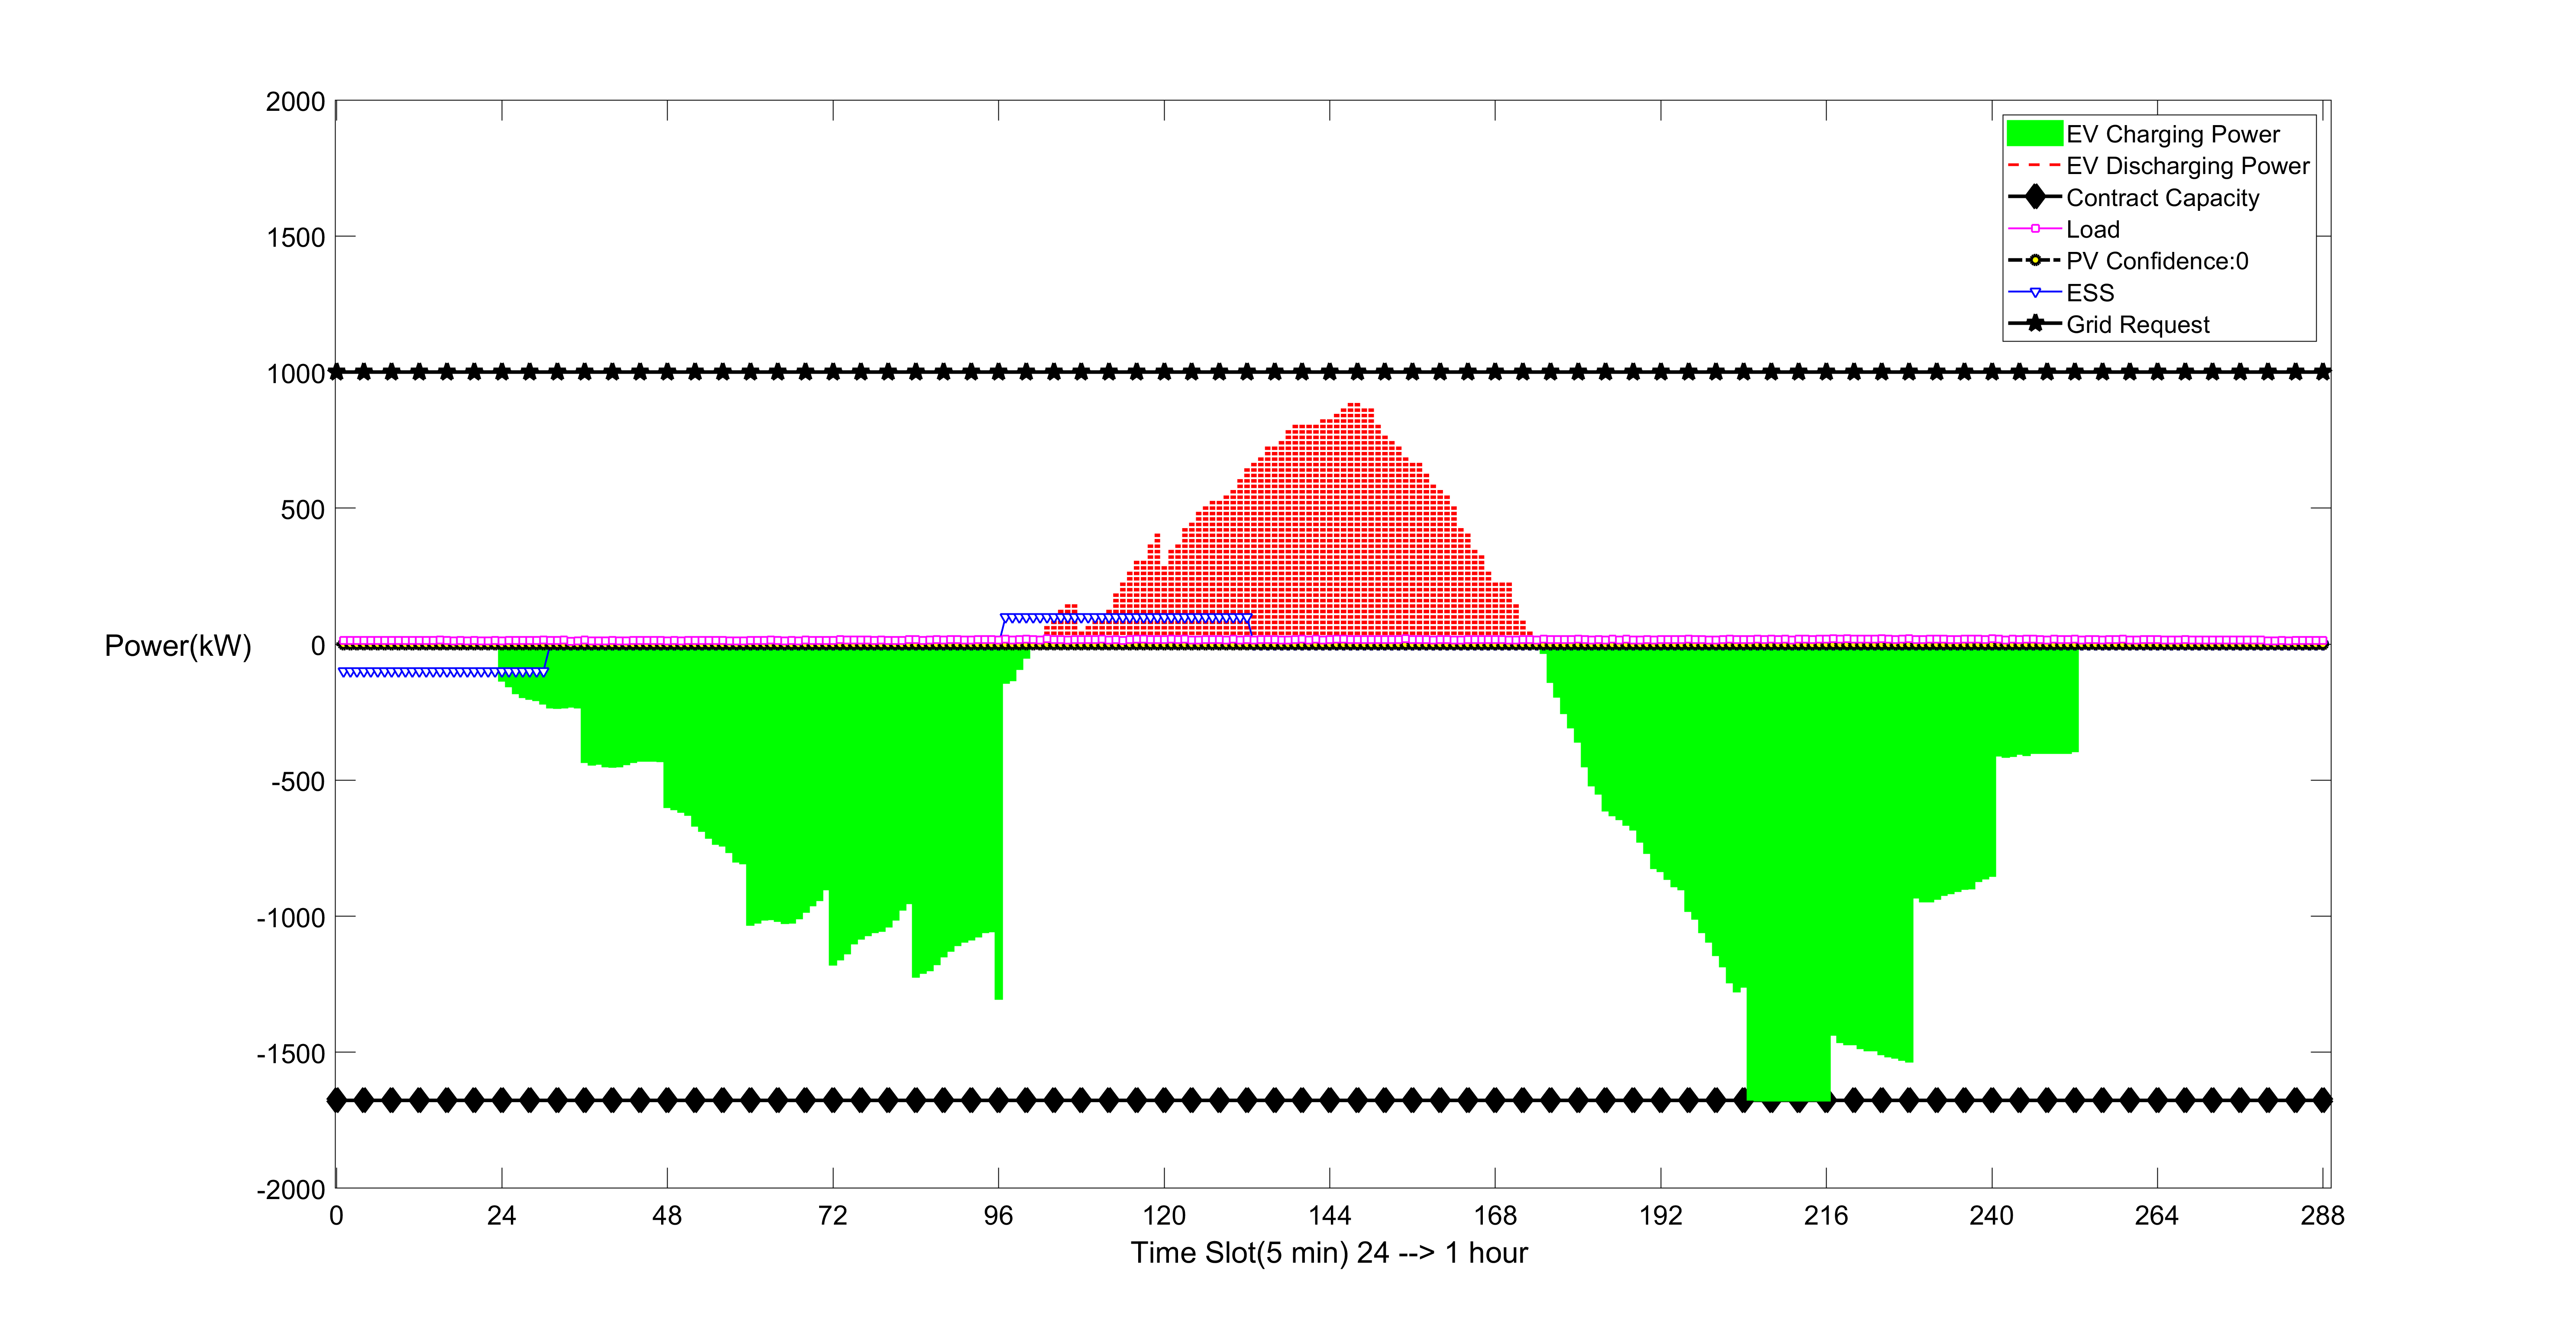 2000
1500
1000
500
0
-500
-1000
-1500
-2000
Power(kW)
EV Charging Power
EV Discharging Power
Contract Capacity
Load
PV Confidence:0
ESS
Grid Request
0 24 48 72 96 120 144 168 192 216 240 264 288
Time Slot(5 min) 24 --> 1 hour